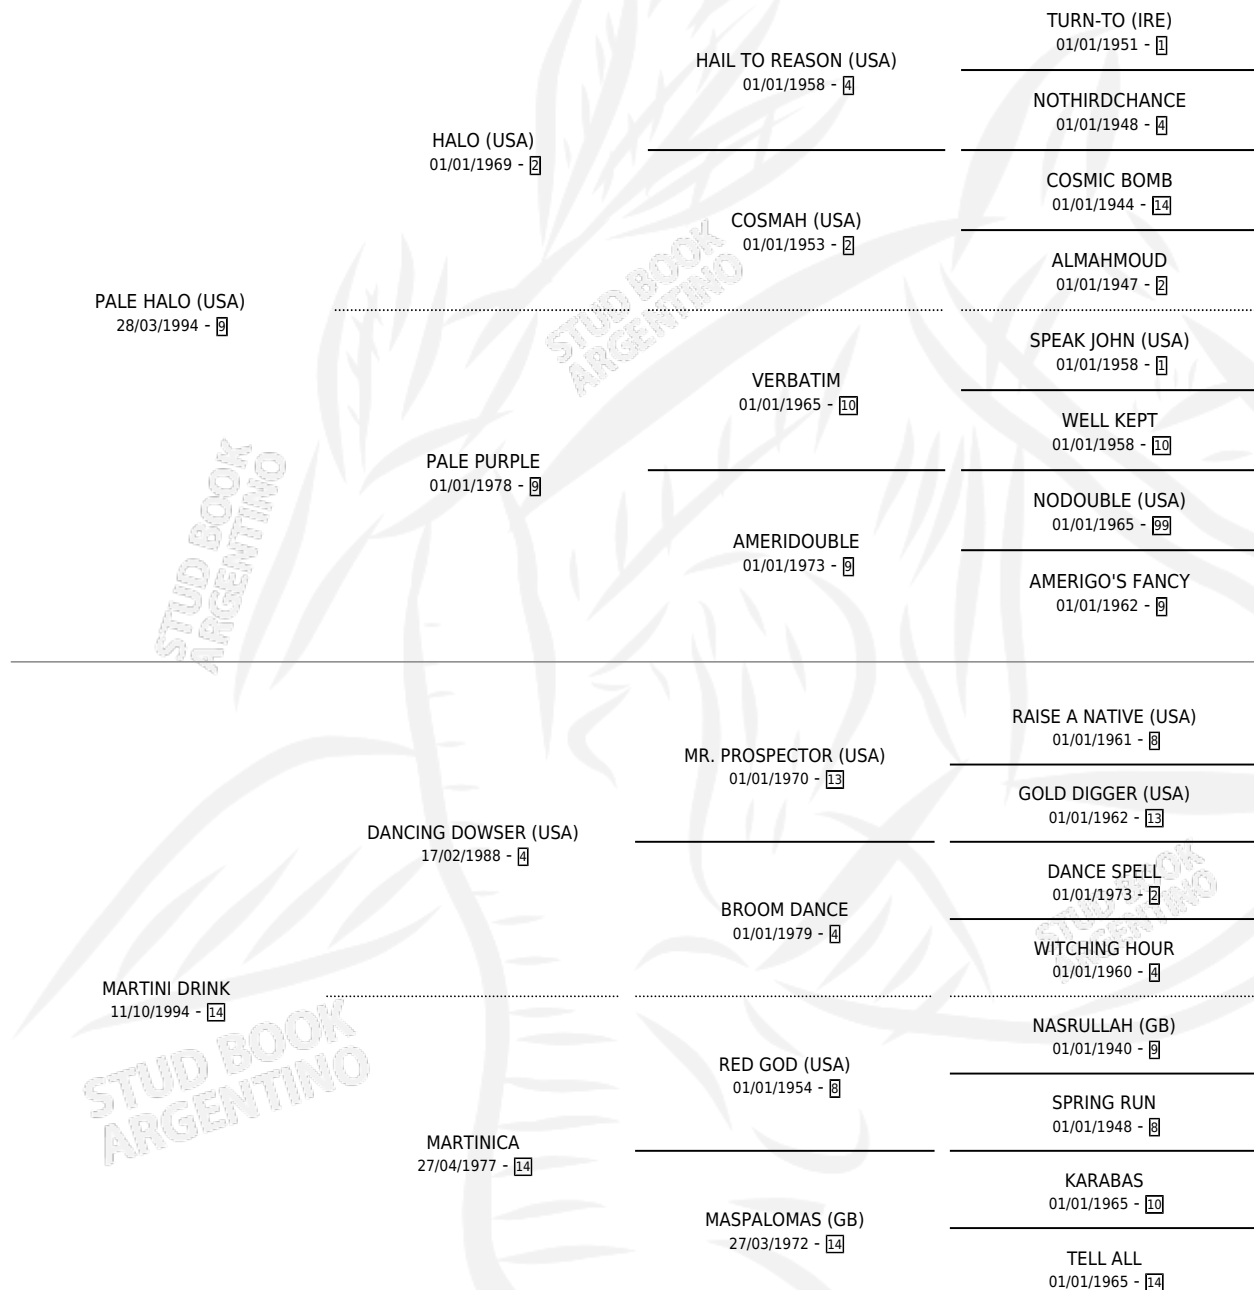 TURN-TO (IRE)
01/01/1951 - 1
HAIL TO REASON (USA)
01/01/1958 - 4
NOTHIRDCHANCE
01/01/1948 - 4
HALO (USA)
01/01/1969 - 2
COSMIC BOMB
01/01/1944 - 14
COSMAH (USA)
01/01/1953 - 2
ALMAHMOUD
01/01/1947 - 2
PALE HALO (USA)
28/03/1994 - 9
SPEAK JOHN (USA)
01/01/1958 - 1
VERBATIM
01/01/1965 - 10
WELL KEPT
01/01/1958 - 10
PALE PURPLE
01/01/1978 - 9
NODOUBLE (USA)
01/01/1965 - 99
AMERIDOUBLE
01/01/1973 - 9
AMERIGO'S FANCY
01/01/1962 - 9
RAISE A NATIVE (USA)
01/01/1961 - 8
MR. PROSPECTOR (USA)
01/01/1970 - 13
GOLD DIGGER (USA)
01/01/1962 - 13
DANCING DOWSER (USA)
17/02/1988 - 4
DANCE SPELL
01/01/1973 - 2
BROOM DANCE
01/01/1979 - 4
WITCHING HOUR
01/01/1960 - 4
MARTINI DRINK
11/10/1994 - 14
NASRULLAH (GB)
01/01/1940 - 9
RED GOD (USA)
01/01/1954 - 8
SPRING RUN
01/01/1948 - 8
MARTINICA
27/04/1977 - 14
KARABAS
01/01/1965 - 10
MASPALOMAS (GB)
27/03/1972 - 14
TELL ALL
01/01/1965 - 14
STUD BOOK
ARGENTINO
STUD BOOK
ARGENTINO
STUD BOOK
ARGENTINO
STUD BOOK
ARGENTINO